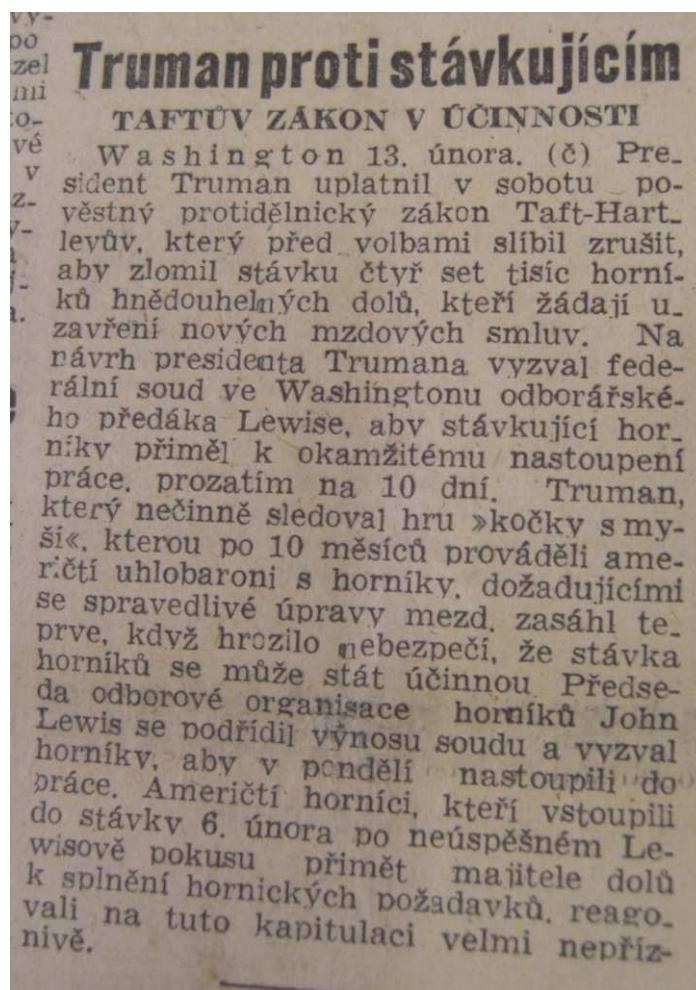 Truman proti stávkujícím
TAFTŮV ZÁKON V ÚČINNOSTI
Washington 13. února. (č) Pre-
sident Truman uplatnil v sobotu po-
věstný protidělnický zákon Taft-Hart-
levův, který před volbami slíbil zrušit,
aby zlomil stávku čtyř set tisíc horní-
ků hnědouhelných dolů, kteří žádají u-
zavření nových mzdových smluv. Na
návrh presidenta Trumana vyzval fede-
rální soud ve Washingtonu odborářské-
ho předáka Lewise, aby stávkující hor-
níky přiměl k okamžitému nastoupení
práce. prozatím na 10 dní. Truman,
který nečinně sledoval hru »kočky s my-
ší«, kterou po 10 měsíců prováděli ame-
ričtí uhlobaroni s horníky, dožadujícími
se spravedlivé úpravy mezd, zasáhl te-
prve, když hrozilo nebezpečí, že stávka
horníků se může stát účinnou Předse-
da odborové organisace horníků John
Lewis se podřídil výnosu soudu a vyzval
horníky, aby v pondělí nastoupili do
práce. Američtí horníci, kteří vstoupili
do stávky 6. února po neúspěšném Le-
wisově pokusu přimět majitele dolů
k splnění hornických požadavků, reago-
vali na tuto kapitulaci velmi nepříz-
nivě.